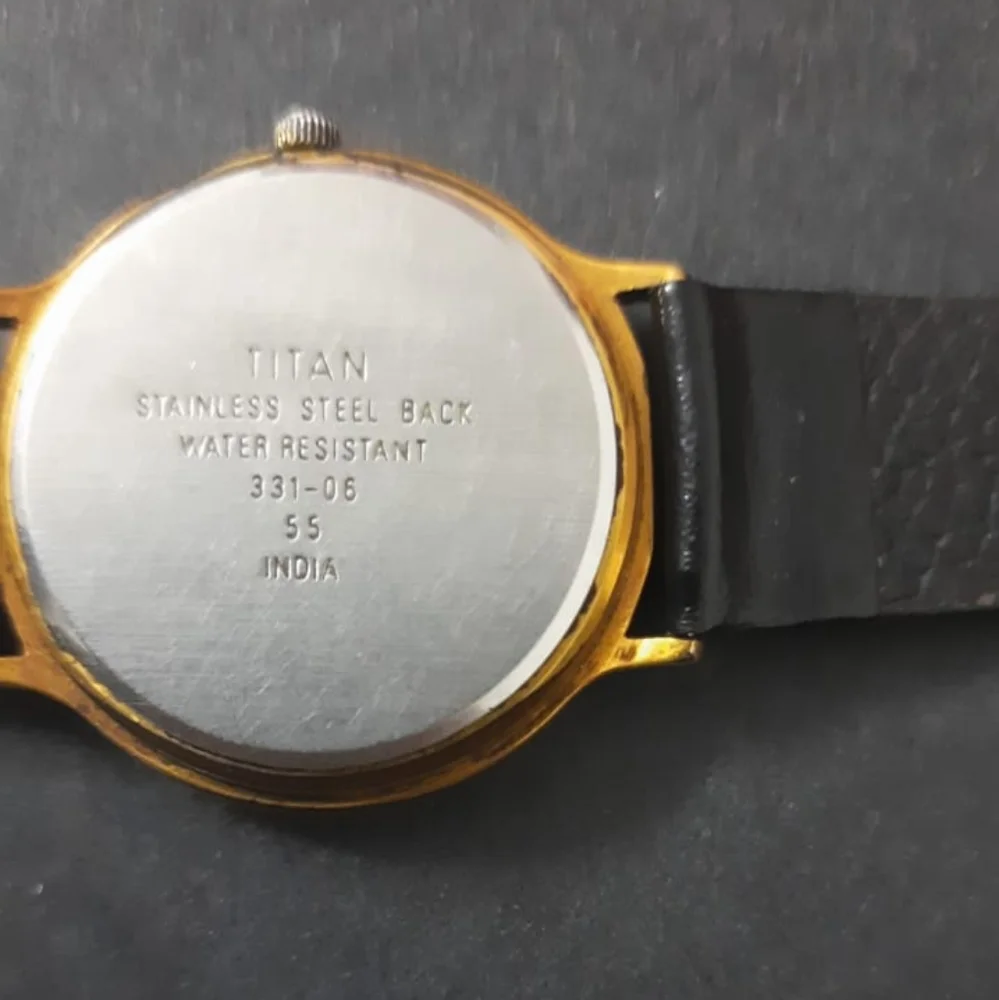 TITAN
STAINLESS STEEL BACK
WATER RESISTANT
331-06
55
INDIA